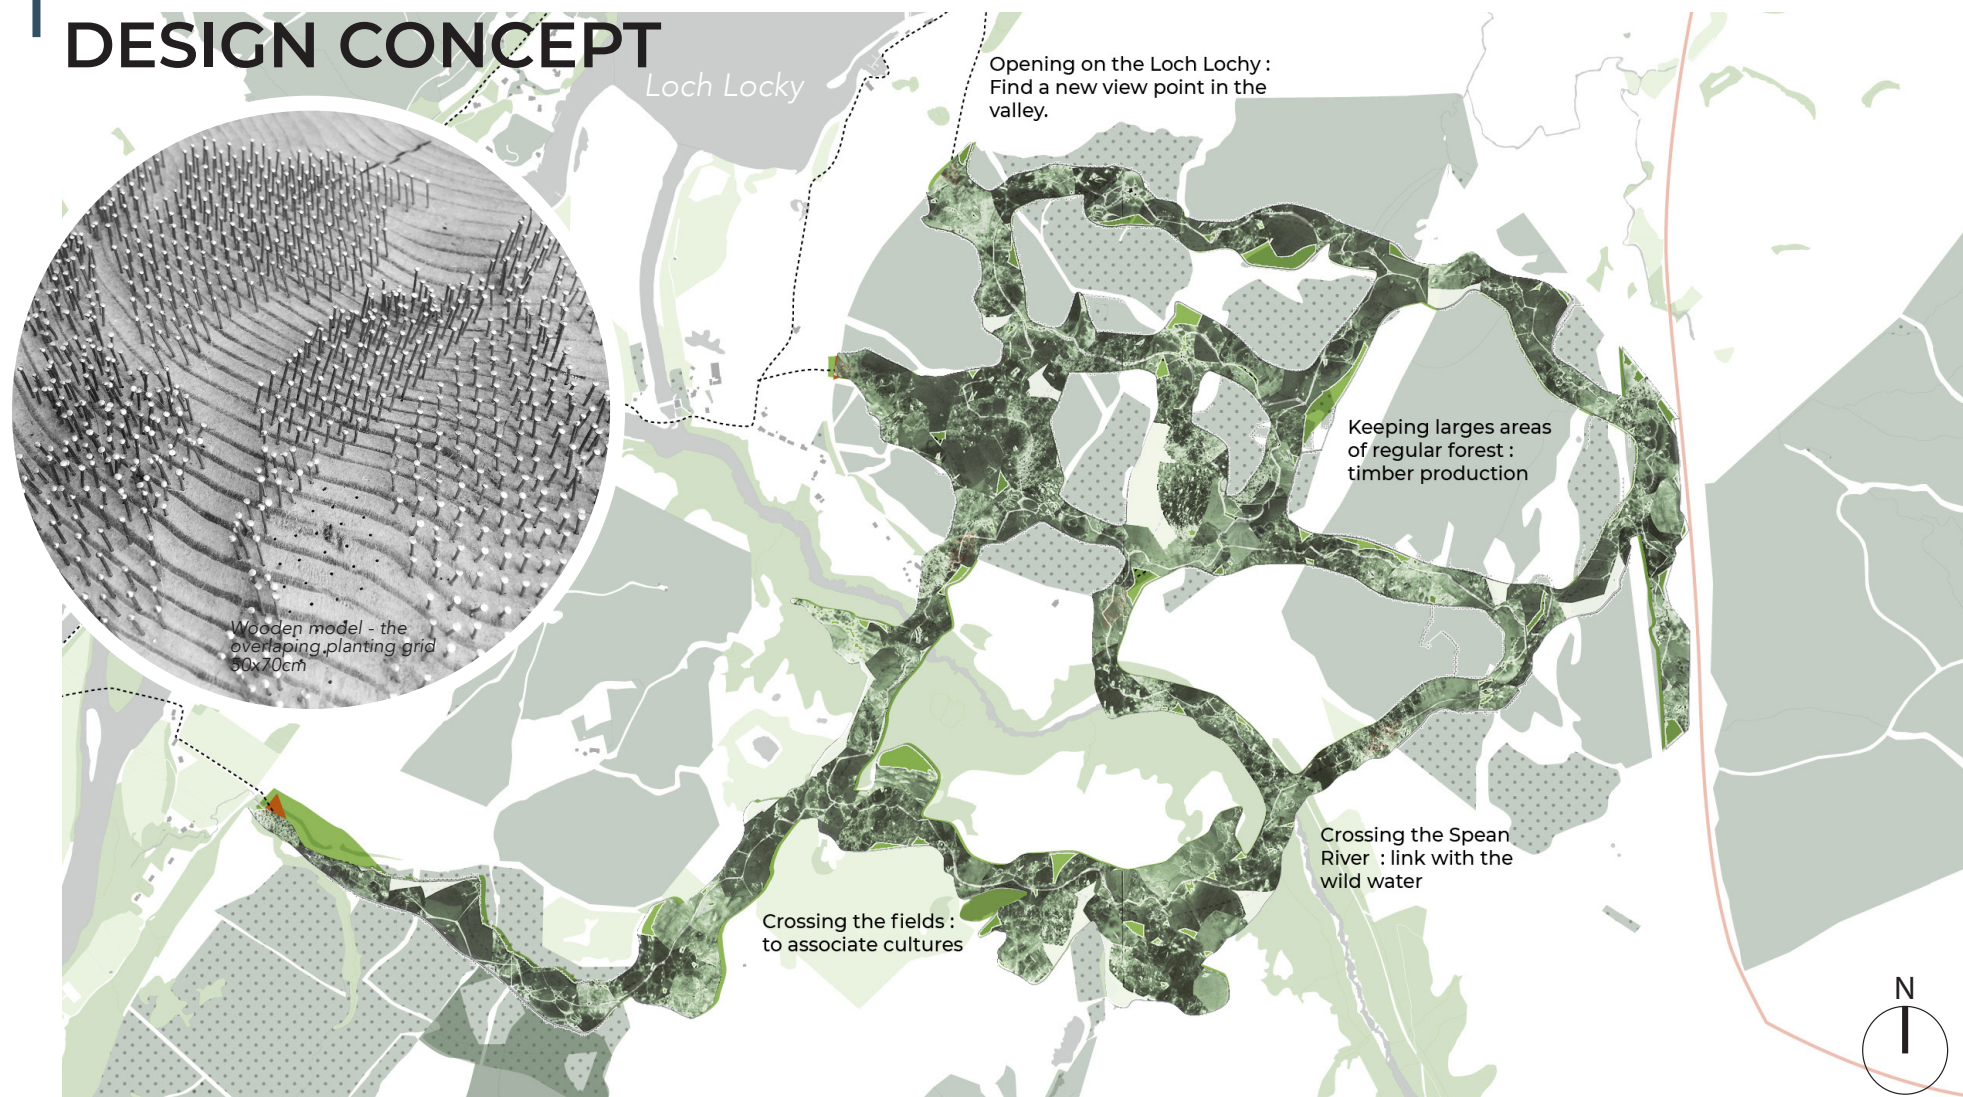 DESIGN CONCEPT
Loch Locky
Opening on the Loch Lochy :
Find a new view point in the
valley.
Keeping larges areas
of regular forest :
timber production
Wooden model - the
overlaping planting grid
50x70cm
Crossing the Spean
River : link with the
wild water
Crossing the fields :
to associate cultures
N